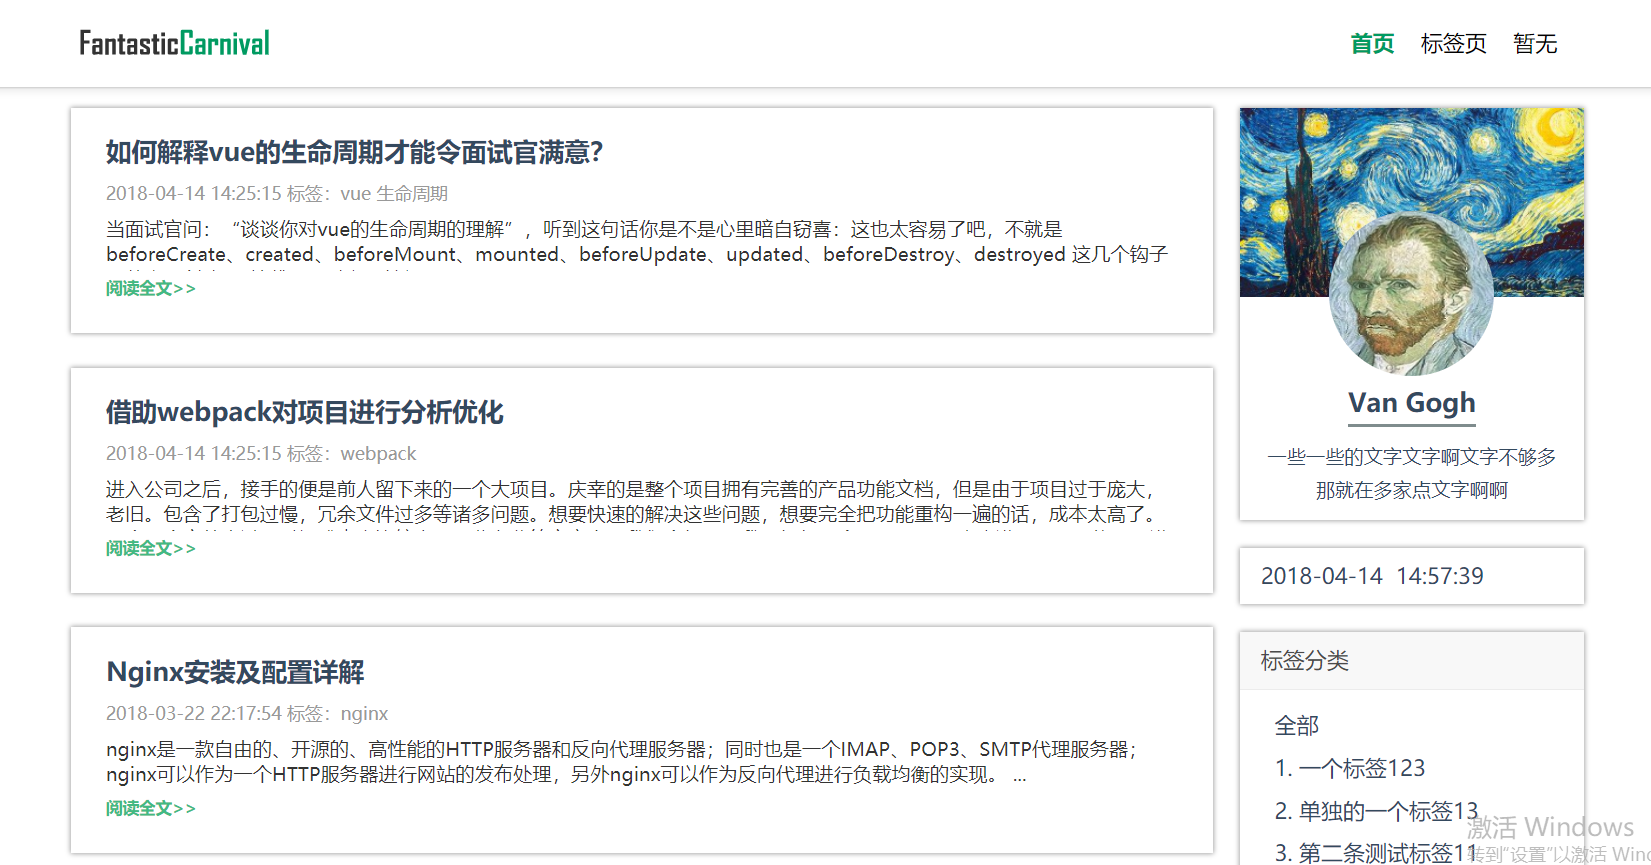 FantasticCarnival
首页 标签页 暂无
如何解释vue的生命周期才能令面试官满意?
2018-04-14 14:25:15 标签：vue 生命周期
当面试官问：“谈谈你对vue的生命周期的理解”，听到这句话你是不是心里暗自窃喜：这也太容易了吧，不就是
beforeCreate、created、beforeMount、mounted、beforeUpdate、updated、beforeDestroy、destroyed 这几个钩子
阅读全文>>
借助webpack对项目进行分析优化
2018-04-14 14:25:15 标签：webpack
进入公司之后，接手的便是前人留下来的一个大项目。庆幸的是整个项目拥有完善的产品功能文档，但是由于项目过于庞大，
老旧。包含了打包过慢，冗余文件过多等诸多问题。想要快速的解决这些问题，想要完全把功能重构一遍的话，成本太高了。
阅读全文>>
Nginx安装及配置详解
2018-03-22 22:17:54 标签：nginx
nginx是一款自由的、开源的、高性能的HTTP服务器和反向代理服务器；同时也是一个IMAP、POP3、SMTP代理服务器；
nginx可以作为一个HTTP服务器进行网站的发布处理，另外nginx可以作为反向代理进行负载均衡的实现。 ...
阅读全文>>
Van Gogh
一些一些的文字文字啊文字不够多
那就在多家点文字啊啊
2018-04-14 14:57:39
标签分类
全部
1. 一个标签123
2. 单独的一个标签13
3. 第二条测试标签11
激活 Windows
转到"设置"以激活